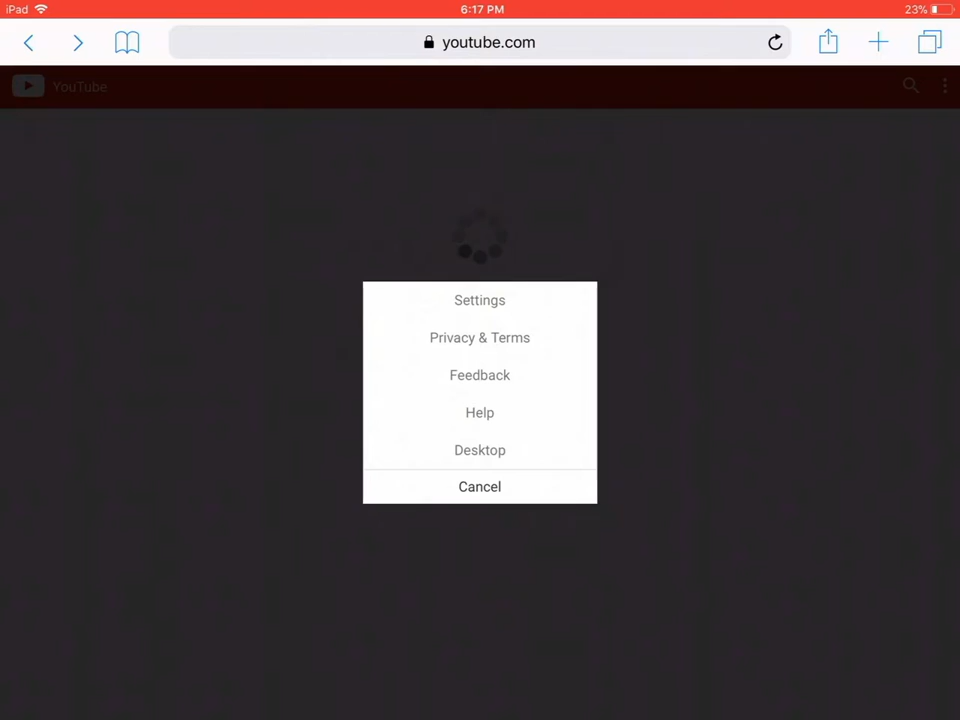 iPad 6:17 PM 23%
youtube.com
YouTube
Settings
Privacy & Terms
Feedback
Help
Desktop
Cancel